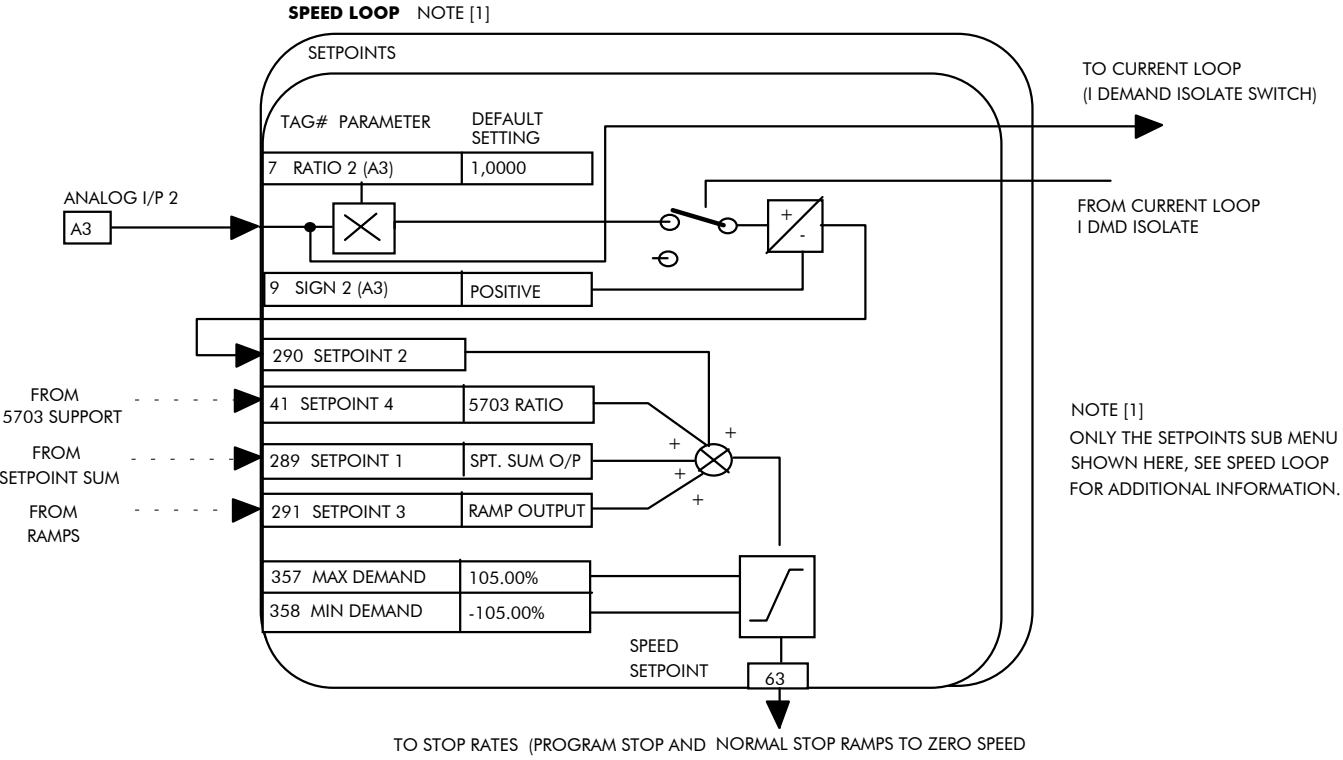 SPEED LOOP NOTE [1]
SETPOINTS
TO CURRENT LOOP
(I DEMAND ISOLATE SWITCH)
TAG# PARAMETER
DEFAULT
SETTING
7 RATIO 2 (A3) 1,0000
ANALOG I/P 2
A3
FROM CURRENT LOOP
I DMD ISOLATE
+
-
9 SIGN 2 (A3) POSITIVE
290 SETPOINT 2
FROM
5703 SUPPORT
41 SETPOINT 4 5703 RATIO
FROM
SETPOINT SUM
289 SETPOINT 1 SPT. SUM O/P
FROM
RAMPS
291 SETPOINT 3 RAMP OUTPUT
+
+
+
+
NOTE [1]
ONLY THE SETPOINTS SUB MENU
SHOWN HERE, SEE SPEED LOOP
FOR ADDITIONAL INFORMATION.
357 MAX DEMAND 105.00%
358 MIN DEMAND -105.00%
SPEED
SETPOINT
63
TO STOP RATES (PROGRAM STOP AND NORMAL STOP RAMPS TO ZERO SPEED